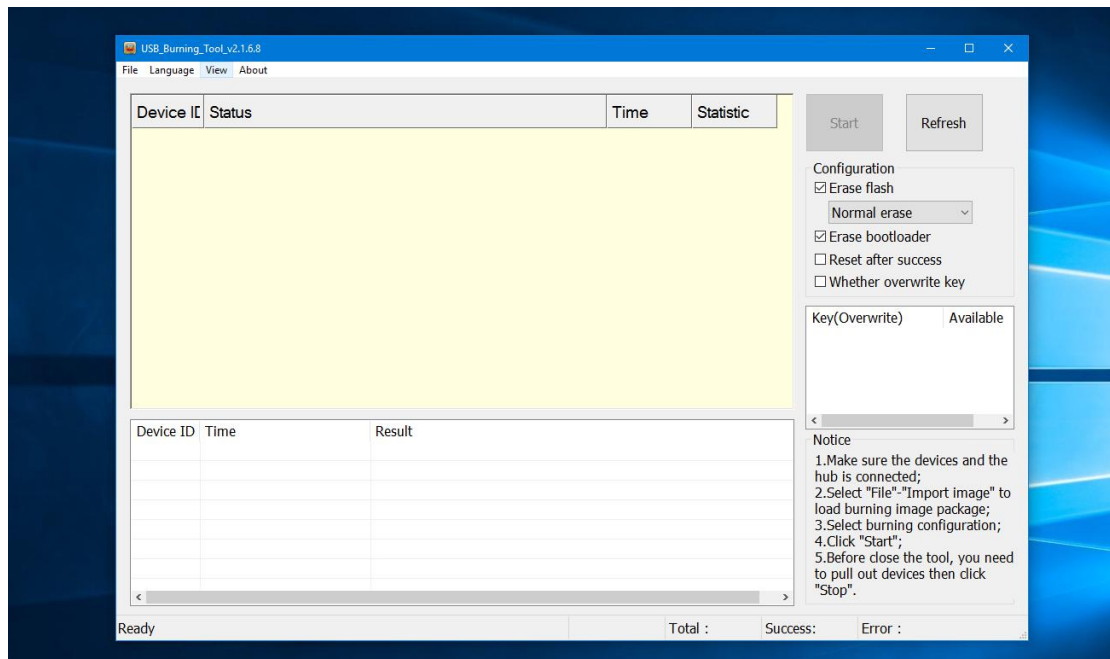 USB_Burning_Tool_v2.1.6.8
File Language View About
Device ID Status Time Statistic
Start Refresh
Configuration
Erase flash
Normal erase
Erase bootloader
Reset after success
Whether overwrite key
Key(Overwrite) Available
Device ID Time Result
Notice
1.Make sure the devices and the
hub is connected;
2.Select "File"-"Import image" to
load burning image package;
3.Select burning configuration;
4.Click "Start";
5.Before close the tool, you need
to pull out devices then click
"Stop".
Ready Total : Success: Error :